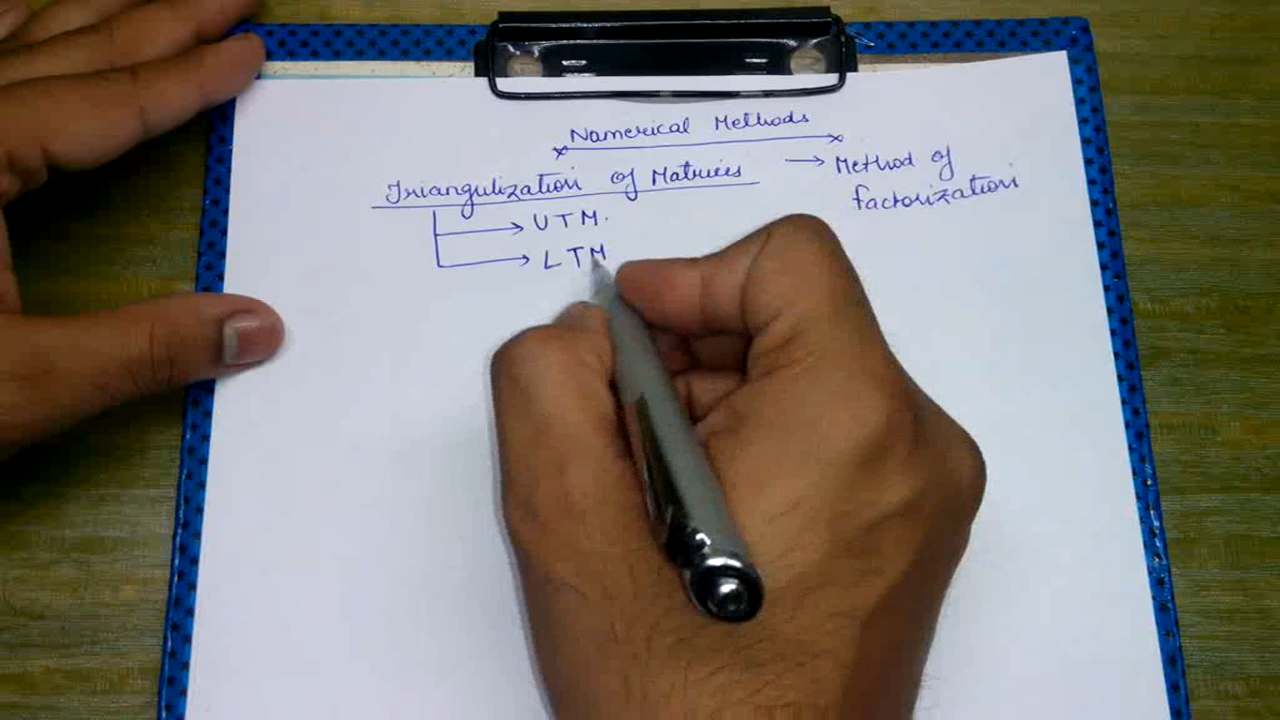 Numerical Methods
Triangulization of Matrices → Method of
factorization
→ UTM.
→ LTM